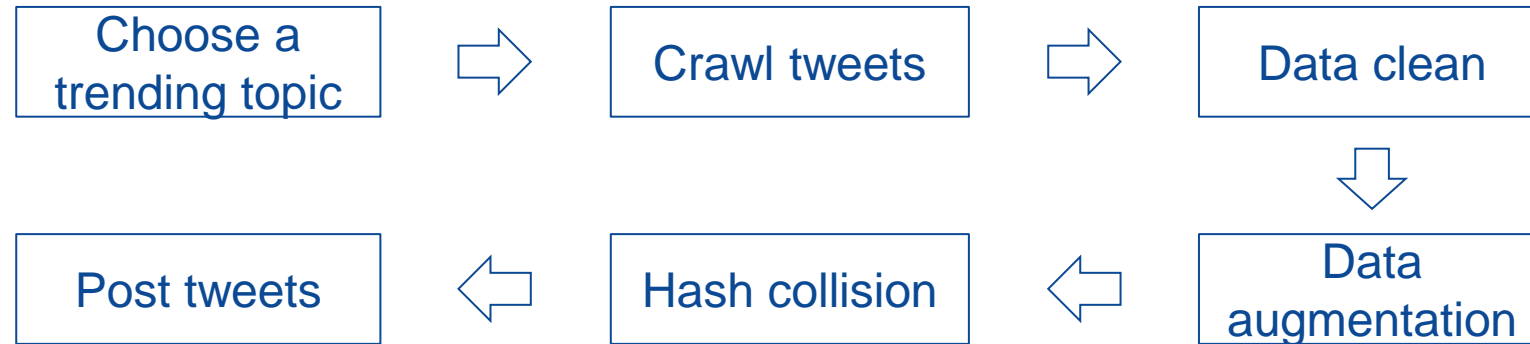 Choose a
trending topic
Crawl tweets
Data clean
Data
augmentation
Hash collision
Post tweets